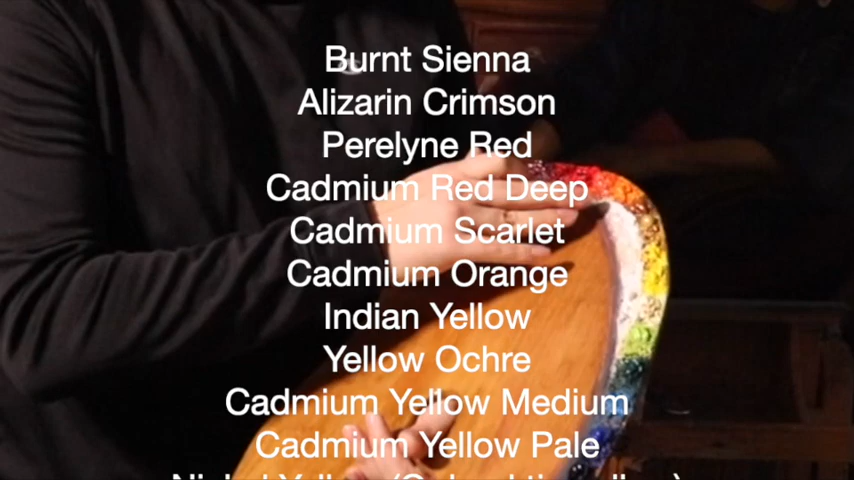 Burnt Sienna
Alizarin Crimson
Perelyne Red
Cadmium Red Deep
Cadmium Scarlet
Cadmium Orange
Indian Yellow
Yellow Ochre
Cadmium Yellow Medium
Cadmium Yellow Pale